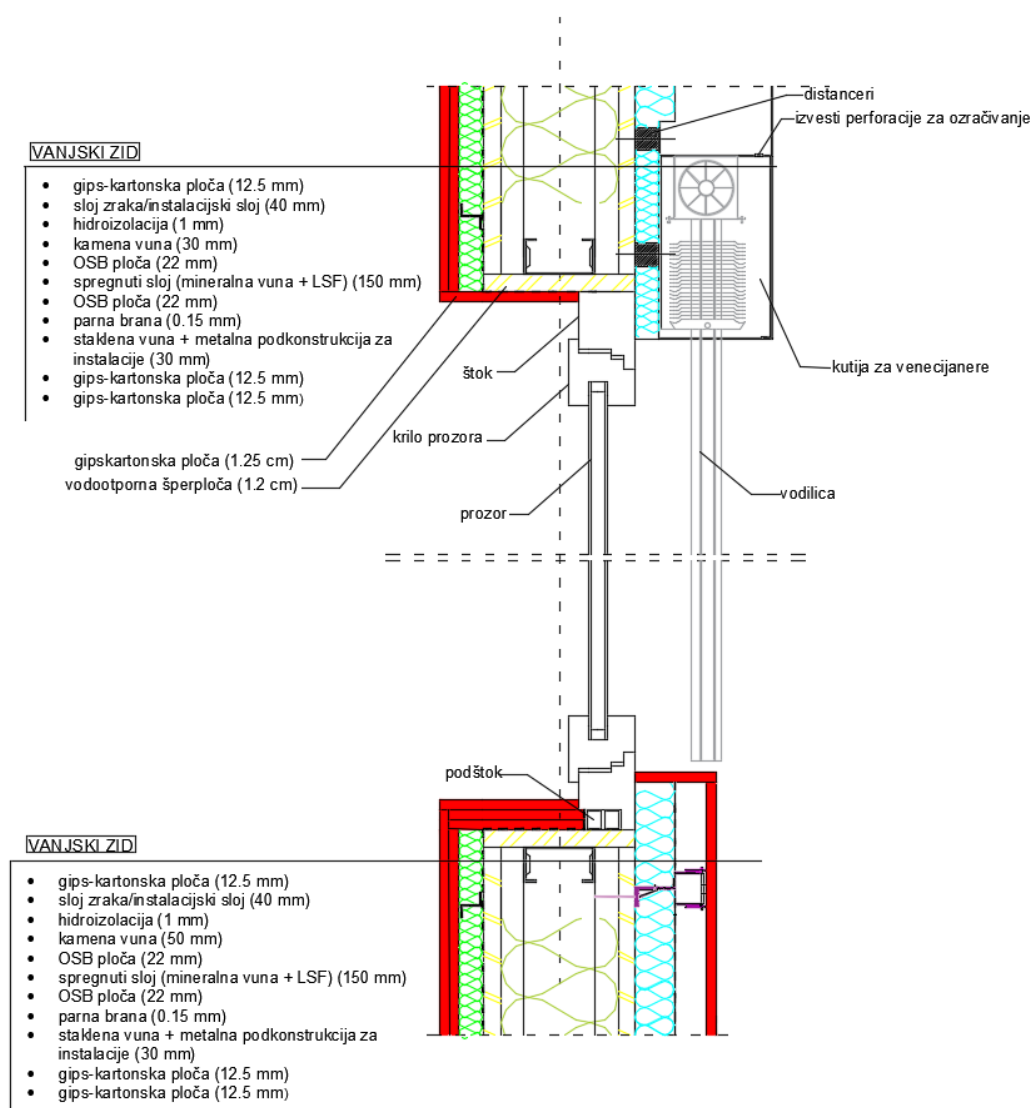 distanceri
izvesti perforacije za ozračivanje
VANJSKI ZID
• gips-kartonska ploča (12.5 mm)
• sloj zraka/instalacijski sloj (40 mm)
• hidroizolacija (1 mm)
• kamena vuna (30 mm)
• OSB ploča (22 mm)
• spregnuti sloj (mineralna vuna + LSF) (150 mm)
• OSB ploča (22 mm)
• parna brana (0.15 mm)
• staklena vuna + metalna podkonstrukcija za
instalacije (30 mm)
• gips-kartonska ploča (12.5 mm)
• gips-kartonska ploča (12.5 mm)
štok
kutija za venecijanere
krilo prozora
gipskartonska ploča (1.25 cm)
vodootporna šperploča (1.2 cm)
prozor
vodilica
podštok
VANJSKI ZID
• gips-kartonska ploča (12.5 mm)
• sloj zraka/instalacijski sloj (40 mm)
• hidroizolacija (1 mm)
• kamena vuna (50 mm)
• OSB ploča (22 mm)
• spregnuti sloj (mineralna vuna + LSF) (150 mm)
• OSB ploča (22 mm)
• parna brana (0.15 mm)
• staklena vuna + metalna podkonstrukcija za
instalacije (30 mm)
• gips-kartonska ploča (12.5 mm)
• gips-kartonska ploča (12.5 mm)